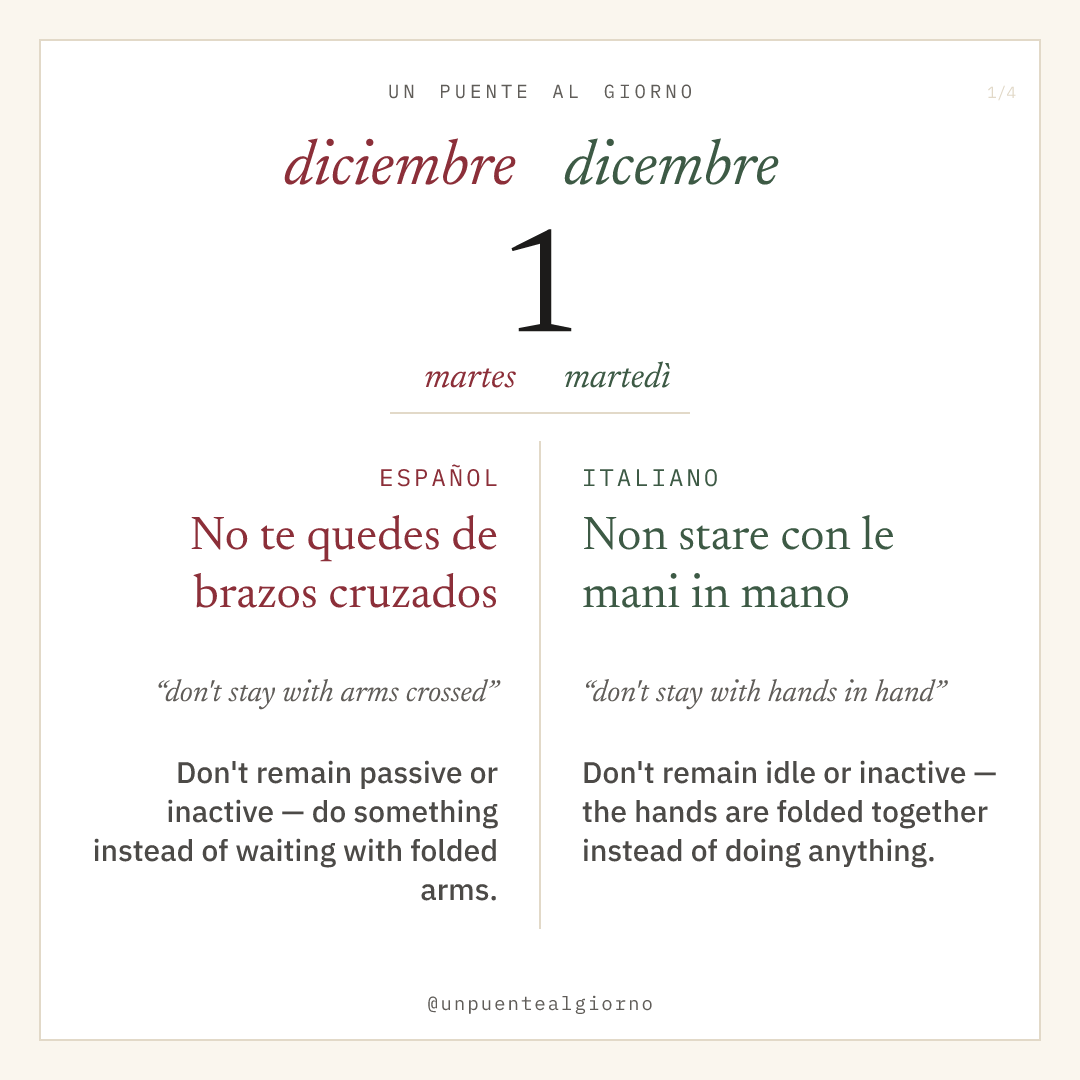 UN PUENTE AL GIORNO
1/4
diciembre dicembre
1
martes martedì
ESPAÑOL
No te quedes de
brazos cruzados
“don't stay with arms crossed”
Don't remain passive or
inactive — do something
instead of waiting with folded
arms.
ITALIANO
Non stare con le
mani in mano
“don't stay with hands in hand”
Don't remain idle or inactive —
the hands are folded together
instead of doing anything.
@unpuentealgiorno